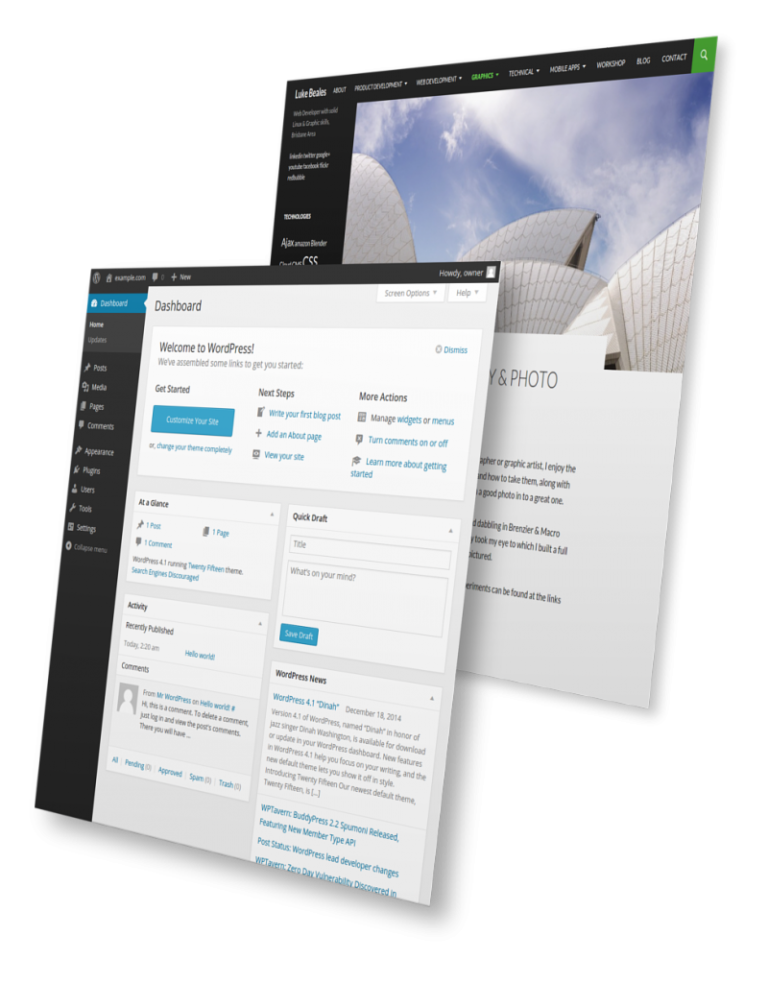 Luke Beales
ABOUT
PRODUCT DEVELOPMENT
WEB DEVELOPMENT
GRAPHICS
TECHNICAL
MOBILE APPS
WORKSHOP
BLOG
CONTACT
Web Developer with solid
Linux & Graphic skills,
Brisbane Area
linkedin twitter google+
youtube facebook flickr
redbubble
TECHNOLOGIES
Ajax amazon Blender
CSS
Y & PHOTO
apher or graphic artist, I enjoy the
and how to take them, along with
a good photo in to a great one.
d dabbling in Brenzier & Macro
y took my eye to which I built a full
pictured.
eriments can be found at the links
example.com
0
New
Howdy, owner
Dashboard
Home
Updates
Posts
Media
Pages
Comments
Appearance
Plugins
Users
Tools
Settings
Collapse menu
Screen Options
Help
Dashboard
Welcome to WordPress!
Dismiss
We've assembled some links to get you started:
Get Started
Customize Your Site
or, change your theme completely
Next Steps
Write your first blog post
Add an About page
View your site
More Actions
Manage widgets or menus
Turn comments on or off
Learn more about getting
started
At a Glance
1 Post
1 Page
1 Comment
WordPress 4.1 running Twenty Fifteen theme.
Search Engines Discouraged
Activity
Recently Published
Today, 2:20 am
Hello world!
Comments
From Mr WordPress on Hello world! #
Hi, this is a comment. To delete a comment,
just log in and view the post's comments.
There you will have ...
All | Pending (0) | Approved | Spam (0) | Trash (0)
Quick Draft
Title
What's on your mind?
Save Draft
WordPress News
WordPress 4.1 "Dinah" December 18, 2014
Version 4.1 of WordPress, named "Dinah" in honor of
jazz singer Dinah Washington, is available for download
or update in your WordPress dashboard. New features
in WordPress 4.1 help you focus on your writing, and the
new default theme lets you show it off in style.
Introducing Twenty Fifteen Our newest default theme,
Twenty Fifteen, is [...]
WPTavern: BuddyPress 2.2 Spumoni Released,
Featuring New Member Type API
Post Status: WordPress lead developer changes
WPTavern: Zero Day Vulnerability Discovered in